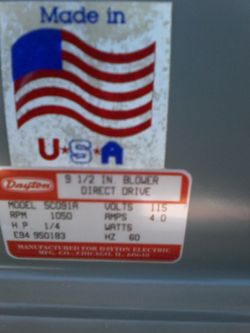 Made in
U·S·A
Dayton
9 1/2 IN. BLOWER
DIRECT DRIVE
MODEL 5C091A VOLTS 115
RPM 1050 AMPS 4.0
H.P. 1/4 WATTS
E94 950183 HZ 60
MANUFACTURED FOR DAYTON ELECTRIC
MFG. CO., CHICAGO, IL 60648